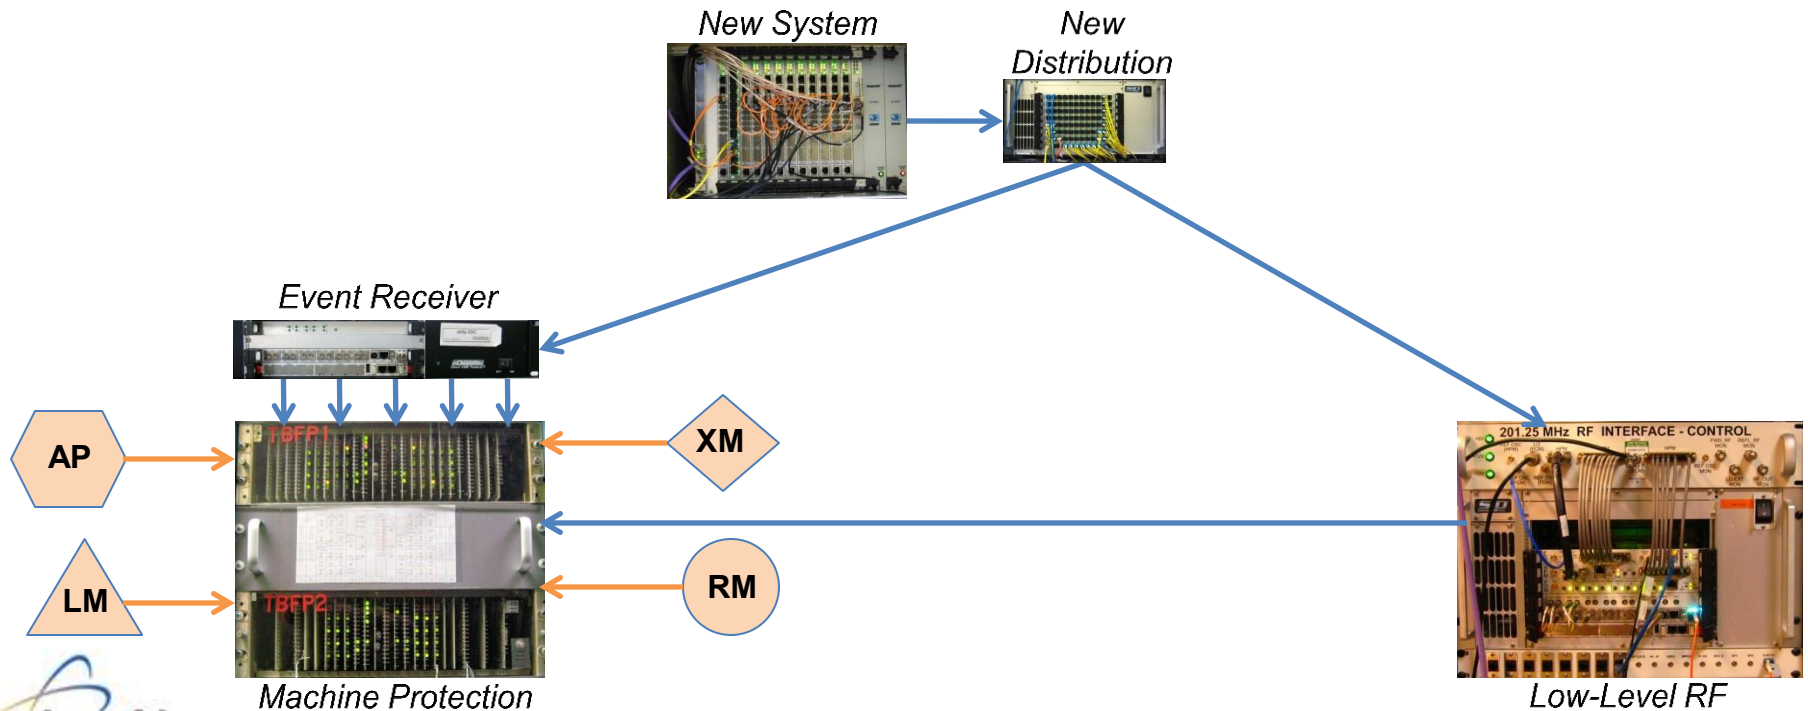 New System
New
Distribution
Event Receiver
TBFP1
AP
XM
201.25 MHz RF INTERFACE - CONTROL
LM
RM
TBFP2
Machine Protection
Low-Level RF